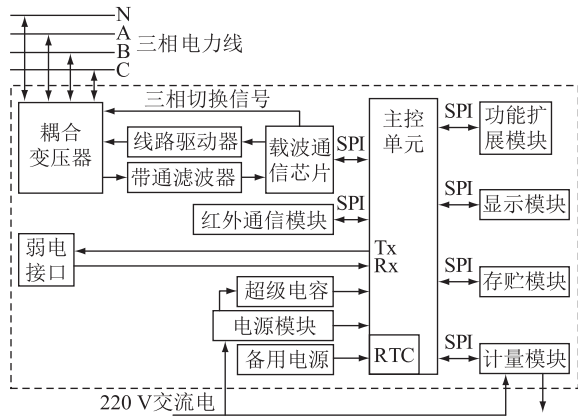 N
A
B
C
三相电力线
三相切换信号
耦合
变压器
线路驱动器
带通滤波器
载波通
信芯片
SPI
主控
单元
SPI
功能扩
展模块
红外通信模块
SPI
SPI
显示模块
弱电
接口
Tx
Rx
超级电容
SPI
存贮模块
电源模块
备用电源
RTC
SPI
计量模块
220 V交流电